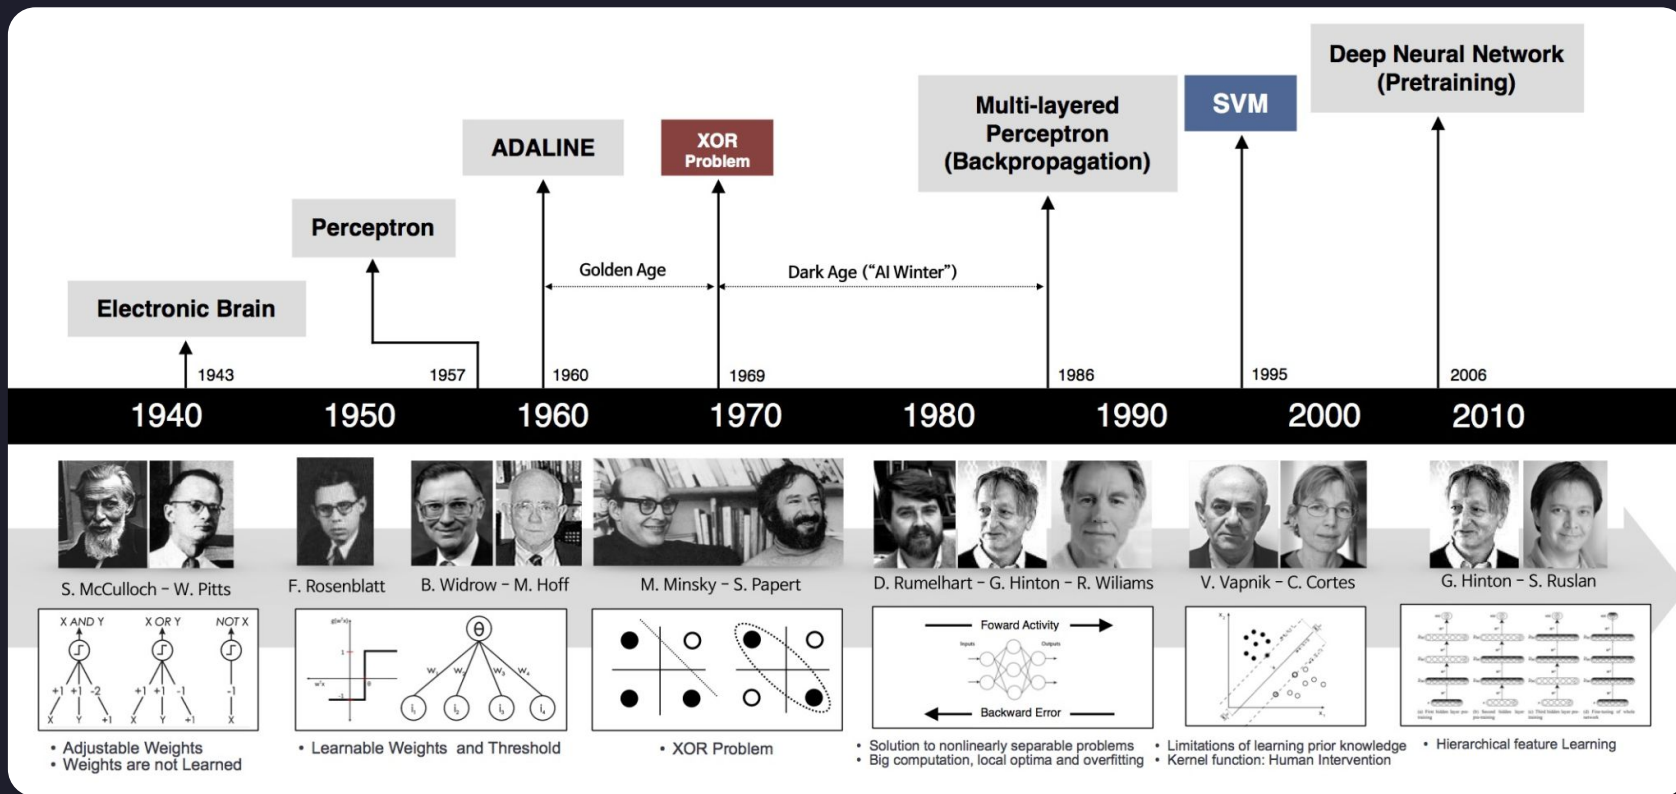 Deep Neural Network
(Pretraining)
Multi-layered
Perceptron
(Backpropagation)
SVM
ADALINE
XOR
Problem
Perceptron
Golden Age
Dark Age ("AI Winter")
Electronic Brain
1943
1957
1960
1969
1986
1995
2006
1940
1950
1960
1970
1980
1990
2000
2010
S. McCulloch – W. Pitts
F. Rosenblatt
B. Widrow – M. Hoff
M. Minsky – S. Papert
D. Rumelhart – G. Hinton – R. Wiliams
V. Vapnik – C. Cortes
G. Hinton – S. Ruslan
X AND Y
X OR Y
NOT X
+1 +1 -2
+1 +1 -1
-1
X Y +1
X Y +1
X
1
0
-1
θ
Foward Activity
Inputs
Outputs
Backward Error
• Adjustable Weights
• Weights are not Learned
• Learnable Weights and Threshold
• XOR Problem
• Solution to nonlinearly separable problems
• Big computation, local optima and overfitting
• Limitations of learning prior knowledge
• Kernel function: Human Intervention
• Hierarchical feature Learning